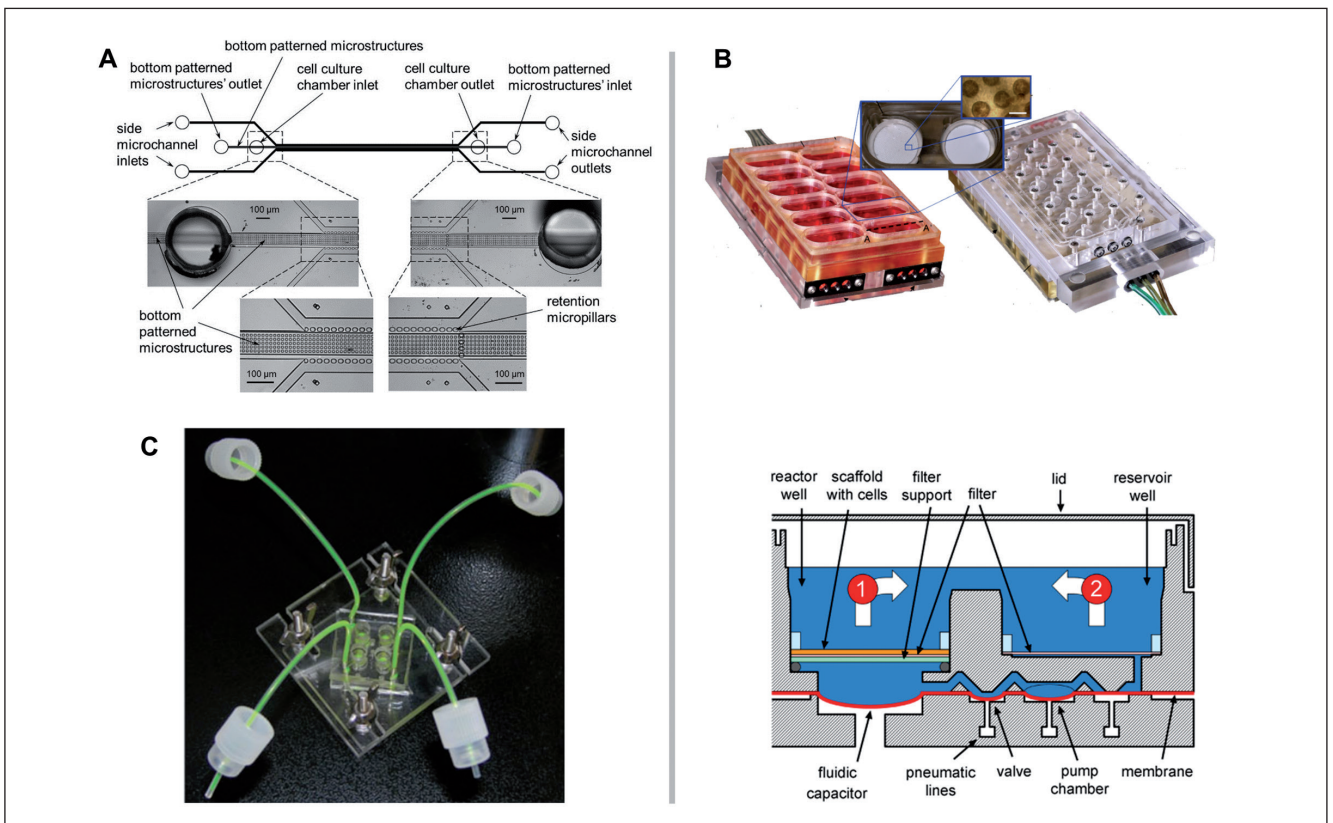 A
bottom patterned microstructures
bottom patterned
microstructures' outlet
cell culture
chamber inlet
cell culture
chamber outlet
bottom patterned
microstructures' inlet
side
microchannel
inlets
side
microchannel
outlets
100 µm
100 µm
bottom
patterned
microstructures
retention
micropillars
100 µm
100 µm
B
A
A'
C
reactor
well
scaffold
with cells
filter
support
filter
lid
reservoir
well
1
2
fluidic
capacitor
pneumatic
lines
valve
pump
chamber
membrane